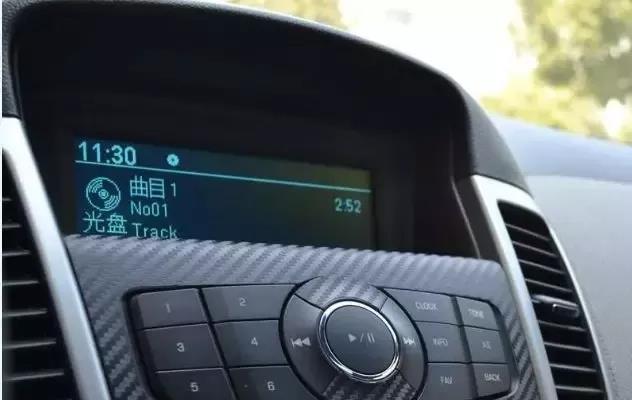 11:30
曲目 1
No01 2:52
光盘 Track
1 2 CLOCK TONE
3 4 INFO AS
5 6 FAV BACK